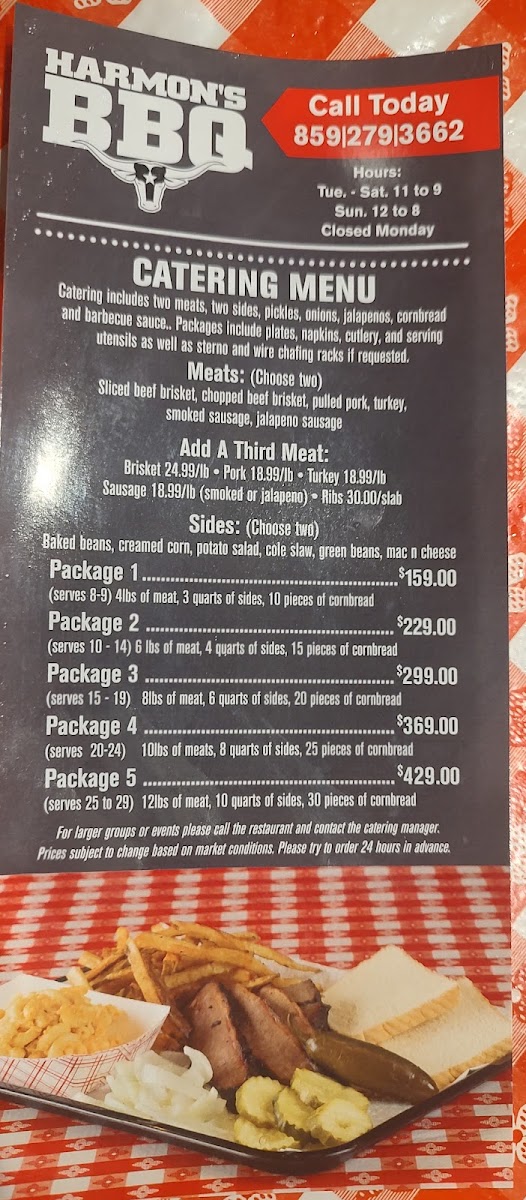 HARMON'S
BBQ
Call Today
859|279|3662
Hours:
Tue. - Sat. 11 to 9
Sun. 12 to 8
Closed Monday
CATERING MENU
Catering includes two meats, two sides, pickles, onions, jalapenos, cornbread
and barbecue sauce.. Packages include plates, napkins, cutlery, and serving
utensils as well as sterno and wire chafing racks if requested.
Meats: (Choose two)
Sliced beef brisket, chopped beef brisket, pulled pork, turkey,
smoked sausage, jalapeno sausage
Add A Third Meat:
Brisket 24.99/lb • Pork 18.99/lb • Turkey 18.99/lb
Sausage 18.99/lb (smoked or jalapeno) • Ribs 30.00/slab
Sides: (Choose two)
Baked beans, creamed corn, potato salad, cole slaw, green beans, mac n cheese
Package 1 ........................ $159.00
(serves 8-9) 4lbs of meat, 3 quarts of sides, 10 pieces of cornbread
Package 2 ........................ $229.00
(serves 10 - 14) 6 lbs of meat, 4 quarts of sides, 15 pieces of cornbread
Package 3 ........................ $299.00
(serves 15 - 19) 8lbs of meat, 6 quarts of sides, 20 pieces of cornbread
Package 4 ........................ $369.00
(serves 20-24) 10lbs of meats, 8 quarts of sides, 25 pieces of cornbread
Package 5 ........................ $429.00
(serves 25 to 29) 12lbs of meat, 10 quarts of sides, 30 pieces of cornbread
For larger groups or events please call the restaurant and contact the catering manager.
Prices subject to change based on market conditions. Please try to order 24 hours in advance.